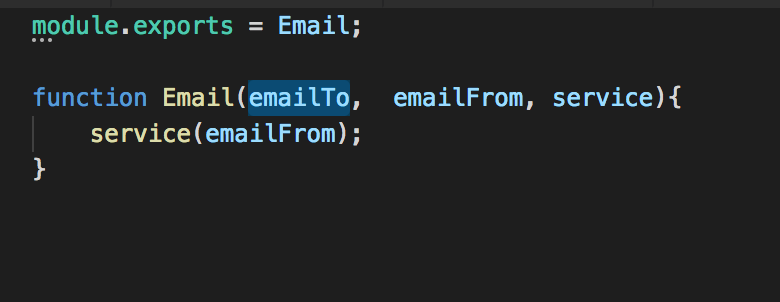 module.exports = Email;
function Email(emailTo,  emailFrom, service){
    service(emailFrom);
}